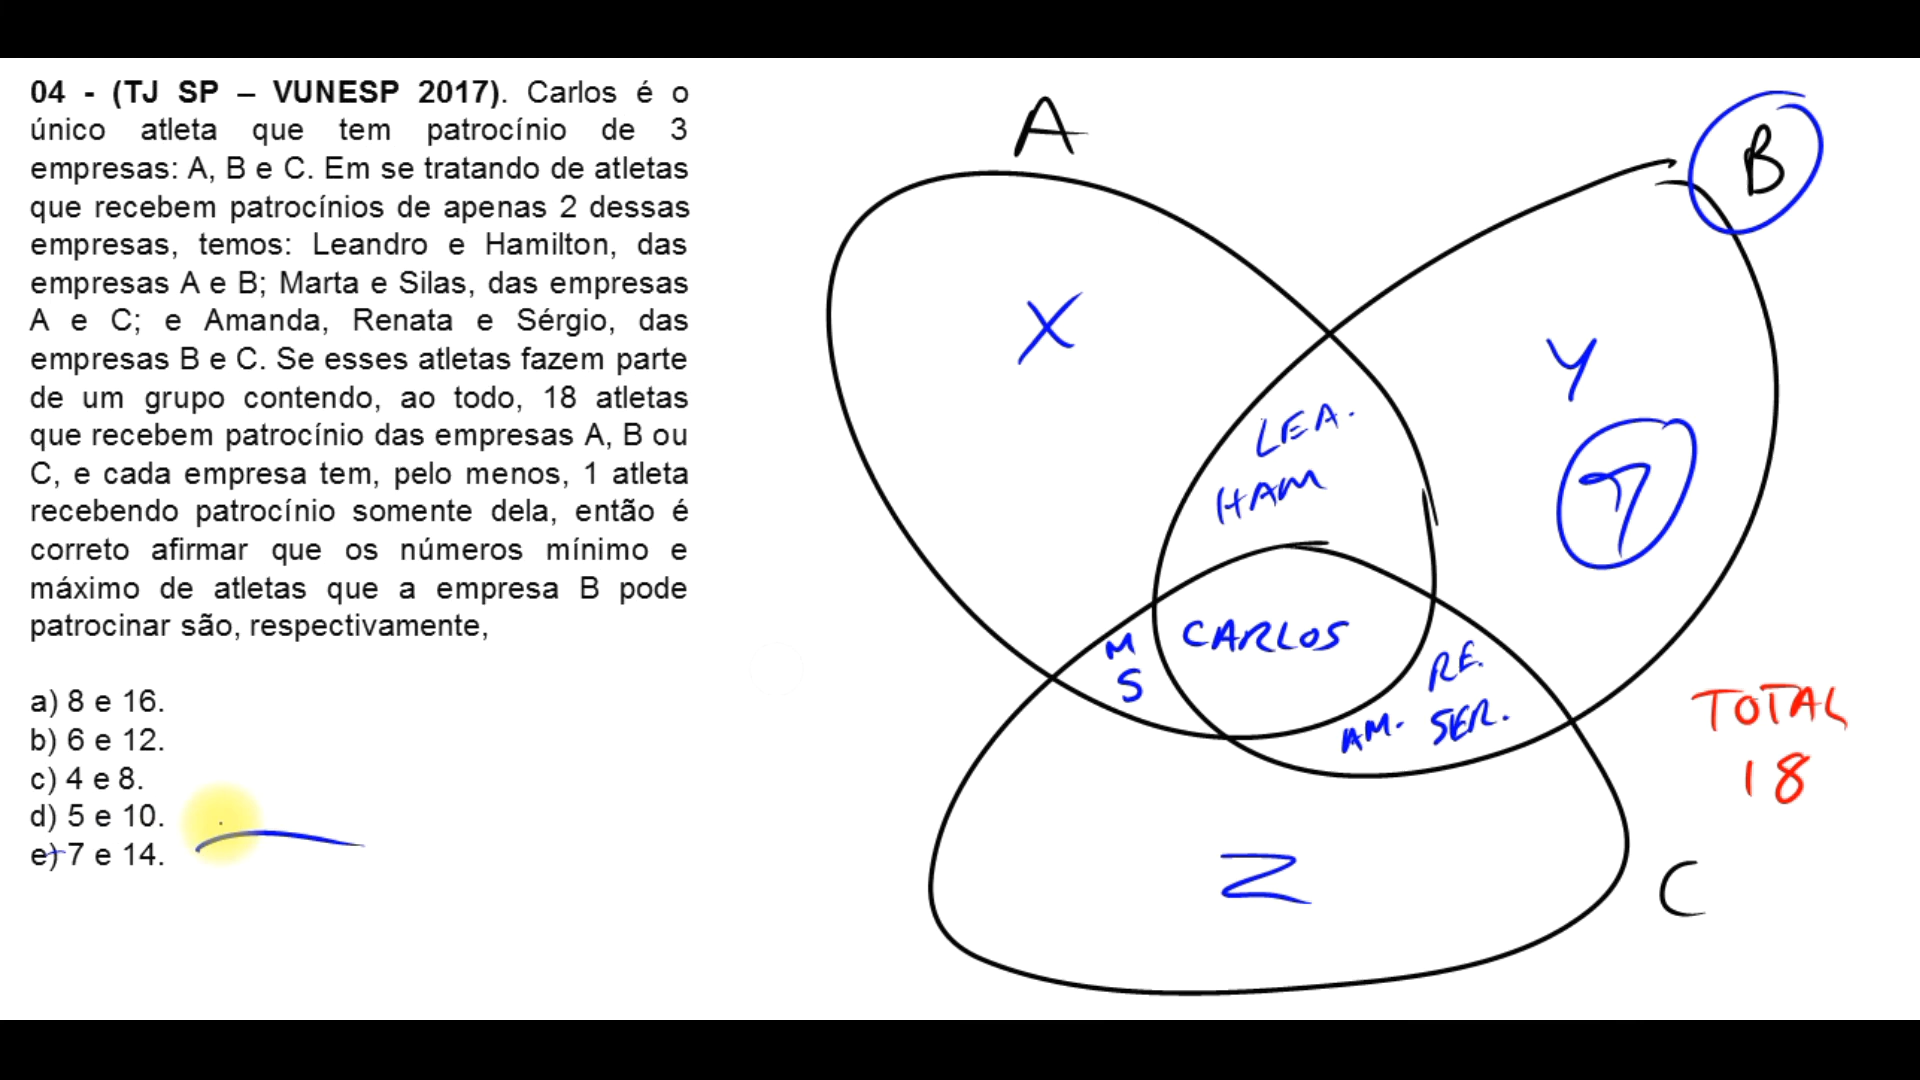 04 - (TJ SP – VUNESP 2017). Carlos é o
único atleta que tem patrocínio de 3
empresas: A, B e C. Em se tratando de atletas
que recebem patrocínios de apenas 2 dessas
empresas, temos: Leandro e Hamilton, das
empresas A e B; Marta e Silas, das empresas
A e C; e Amanda, Renata e Sérgio, das
empresas B e C. Se esses atletas fazem parte
de um grupo contendo, ao todo, 18 atletas
que recebem patrocínio das empresas A, B ou
C, e cada empresa tem, pelo menos, 1 atleta
recebendo patrocínio somente dela, então é
correto afirmar que os números mínimo e
máximo de atletas que a empresa B pode
patrocinar são, respectivamente,
a) 8 e 16.
b) 6 e 12.
c) 4 e 8.
d) 5 e 10.
e) 7 e 14.
A
B
X
Y
LEA.
HAM
7
M
S
CARLOS
RE.
AM. SER.
TOTAL
18
Z
C